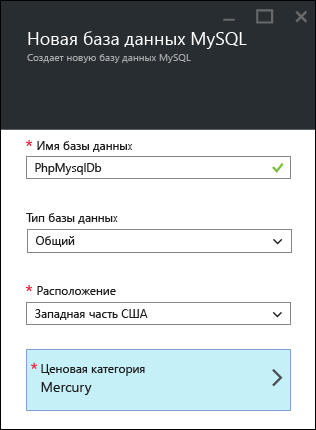 Новая база данных MySQL
Создает новую базу данных MySQL
* Имя базы данных
PhpMysqlDb
Тип базы данных
Общий
* Расположение
Западная часть США
* Ценовая категория
Mercury